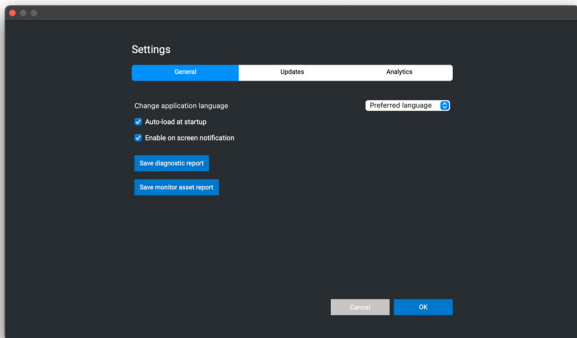 Settings
General
Updates
Analytics
Change application language
Preferred language
Auto-load at startup
Enable on screen notification
Save diagnostic report
Save monitor asset report
Cancel
OK